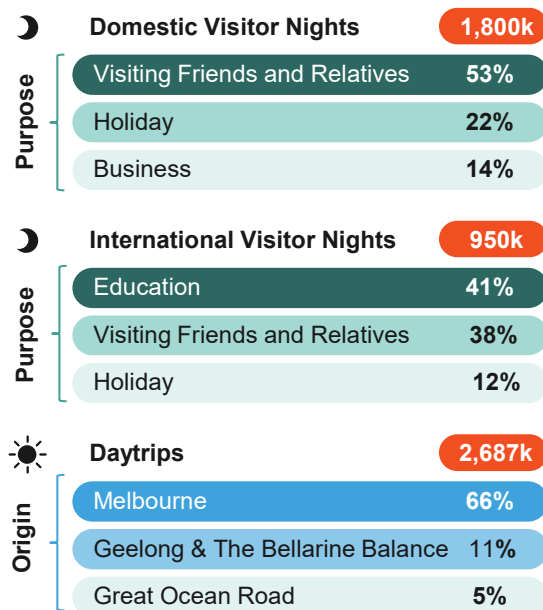 Domestic Visitor Nights 1,800k
Purpose
Visiting Friends and Relatives 53%
Holiday 22%
Business 14%
International Visitor Nights 950k
Purpose
Education 41%
Visiting Friends and Relatives 38%
Holiday 12%
Daytrips 2,687k
Origin
Melbourne 66%
Geelong & The Bellarine Balance 11%
Great Ocean Road 5%